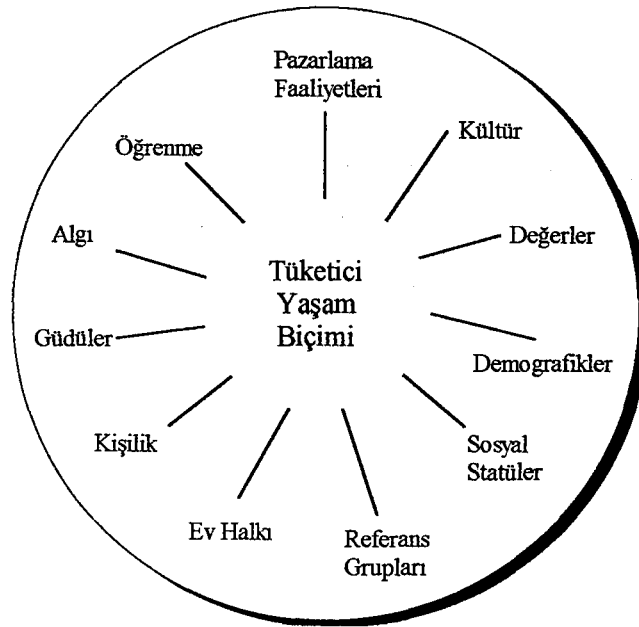 Pazarlama
Faaliyetleri
Kültür
Öğrenme
Değerler
Algı
Tüketici
Yaşam
Biçimi
Güdüler
Demografikler
Kişilik
Sosyal
Statüler
Ev Halkı
Referans
Grupları